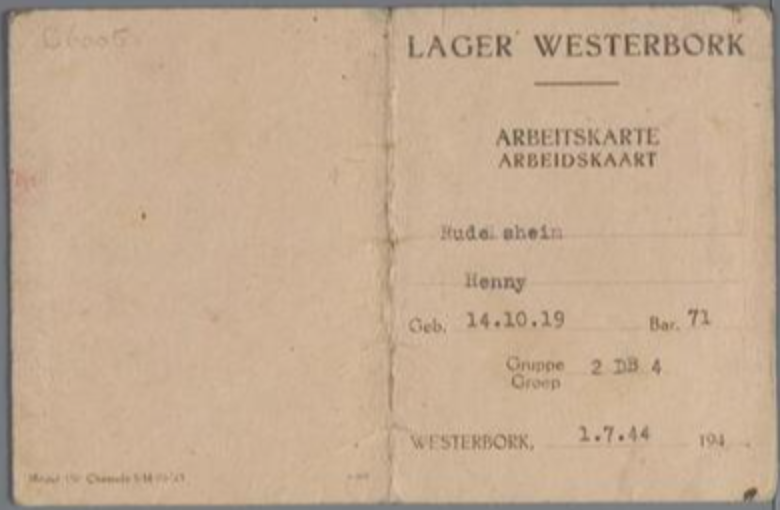 LAGER WESTERBORK
ARBEITSKARTE
ARBEIDSKAART
Rudelsheim
Henny
Geb. 14.10.19 Bar. 71
Gruppe 2 DB 4
Groep
WESTERBORK, 1.7.44 194